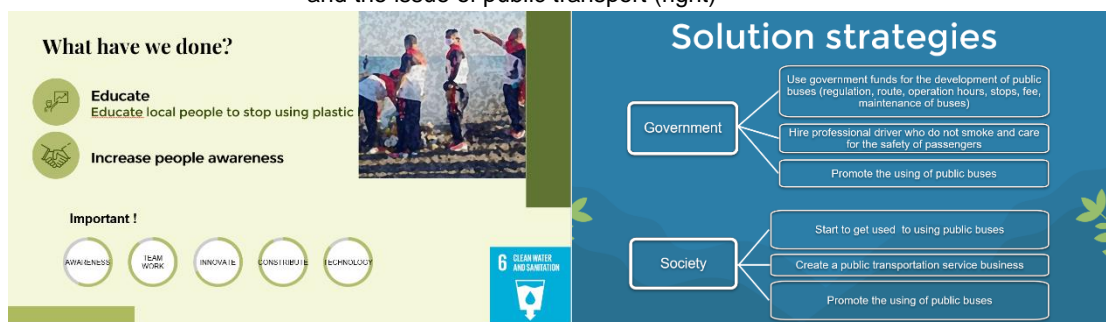 and the issue of public transport (right)
What have we done?
Educate
Educate local people to stop using plastic
Increase people awareness
Important !
AWARENESS
TEAM
WORK
INNOVATE
CONSTRIBUTE
TECHNOLOGY
6 CLEAN WATER
AND SANITATION
Solution strategies
Government
Use government funds for the development of public
buses (regulation, route, operation hours, stops, fee,
maintenance of buses)
Hire professional driver who do not smoke and care
for the safety of passengers
Promote the using of public buses
Society
Start to get used to using public buses
Create a public transportation service business
Promote the using of public buses